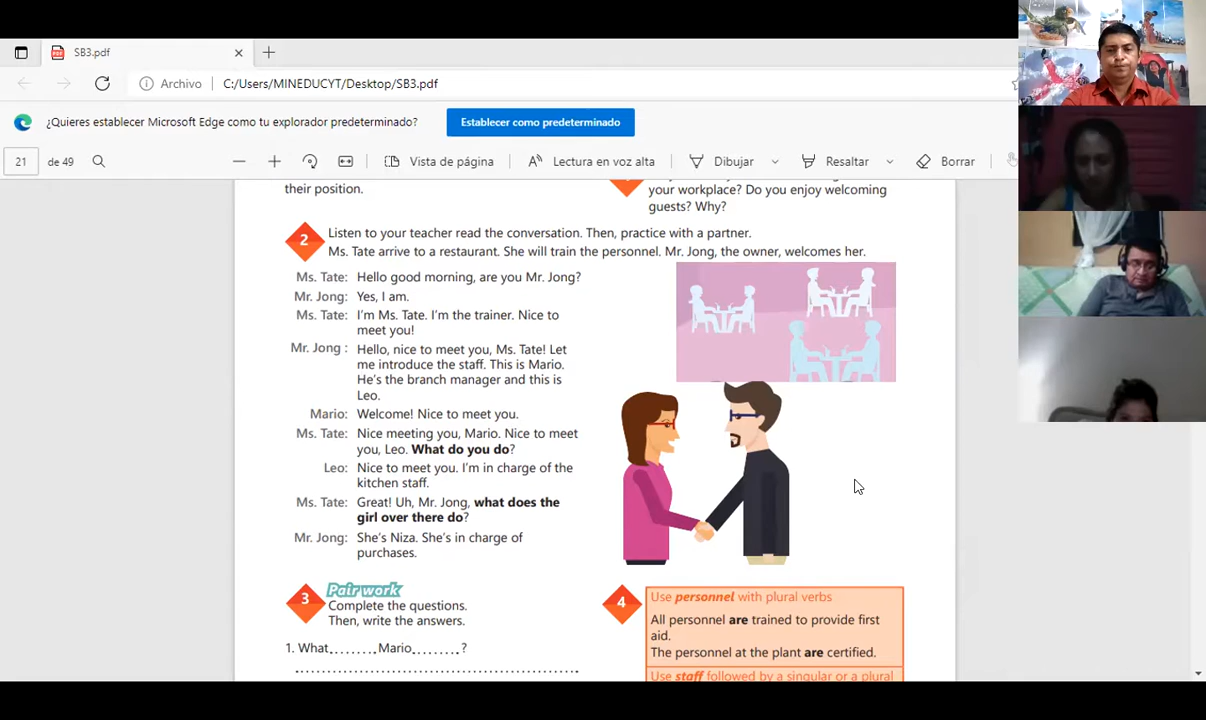 SB3.pdf
Archivo
C:/Users/MINEDUCYT/Desktop/SB3.pdf
¿Quieres establecer Microsoft Edge como tu explorador predeterminado?
Establecer como predeterminado
21
de 49
Vista de página
Lectura en voz alta
Dibujar
Resaltar
Borrar
their position.
your workplace? Do you enjoy welcoming
guests? Why?
2
Listen to your teacher read the conversation. Then, practice with a partner.
Ms. Tate arrive to a restaurant. She will train the personnel. Mr. Jong, the owner, welcomes her.
Ms. Tate: Hello good morning, are you Mr. Jong?
Mr. Jong: Yes, I am.
Ms. Tate: I'm Ms. Tate. I'm the trainer. Nice to
meet you!
Mr. Jong : Hello, nice to meet you, Ms. Tate! Let
me introduce the staff. This is Mario.
He's the branch manager and this is
Leo.
Mario: Welcome! Nice to meet you.
Ms. Tate: Nice meeting you, Mario. Nice to meet
you, Leo. What do you do?
Leo: Nice to meet you. I'm in charge of the
kitchen staff.
Ms. Tate: Great! Uh, Mr. Jong, what does the
girl over there do?
Mr. Jong: She's Niza. She's in charge of
purchases.
3
Pair work
Complete the questions.
Then, write the answers.
1. What........Mario........?
4
Use personnel with plural verbs
All personnel are trained to provide first
aid.
The personnel at the plant are certified.
Use staff followed by a singular or a plural